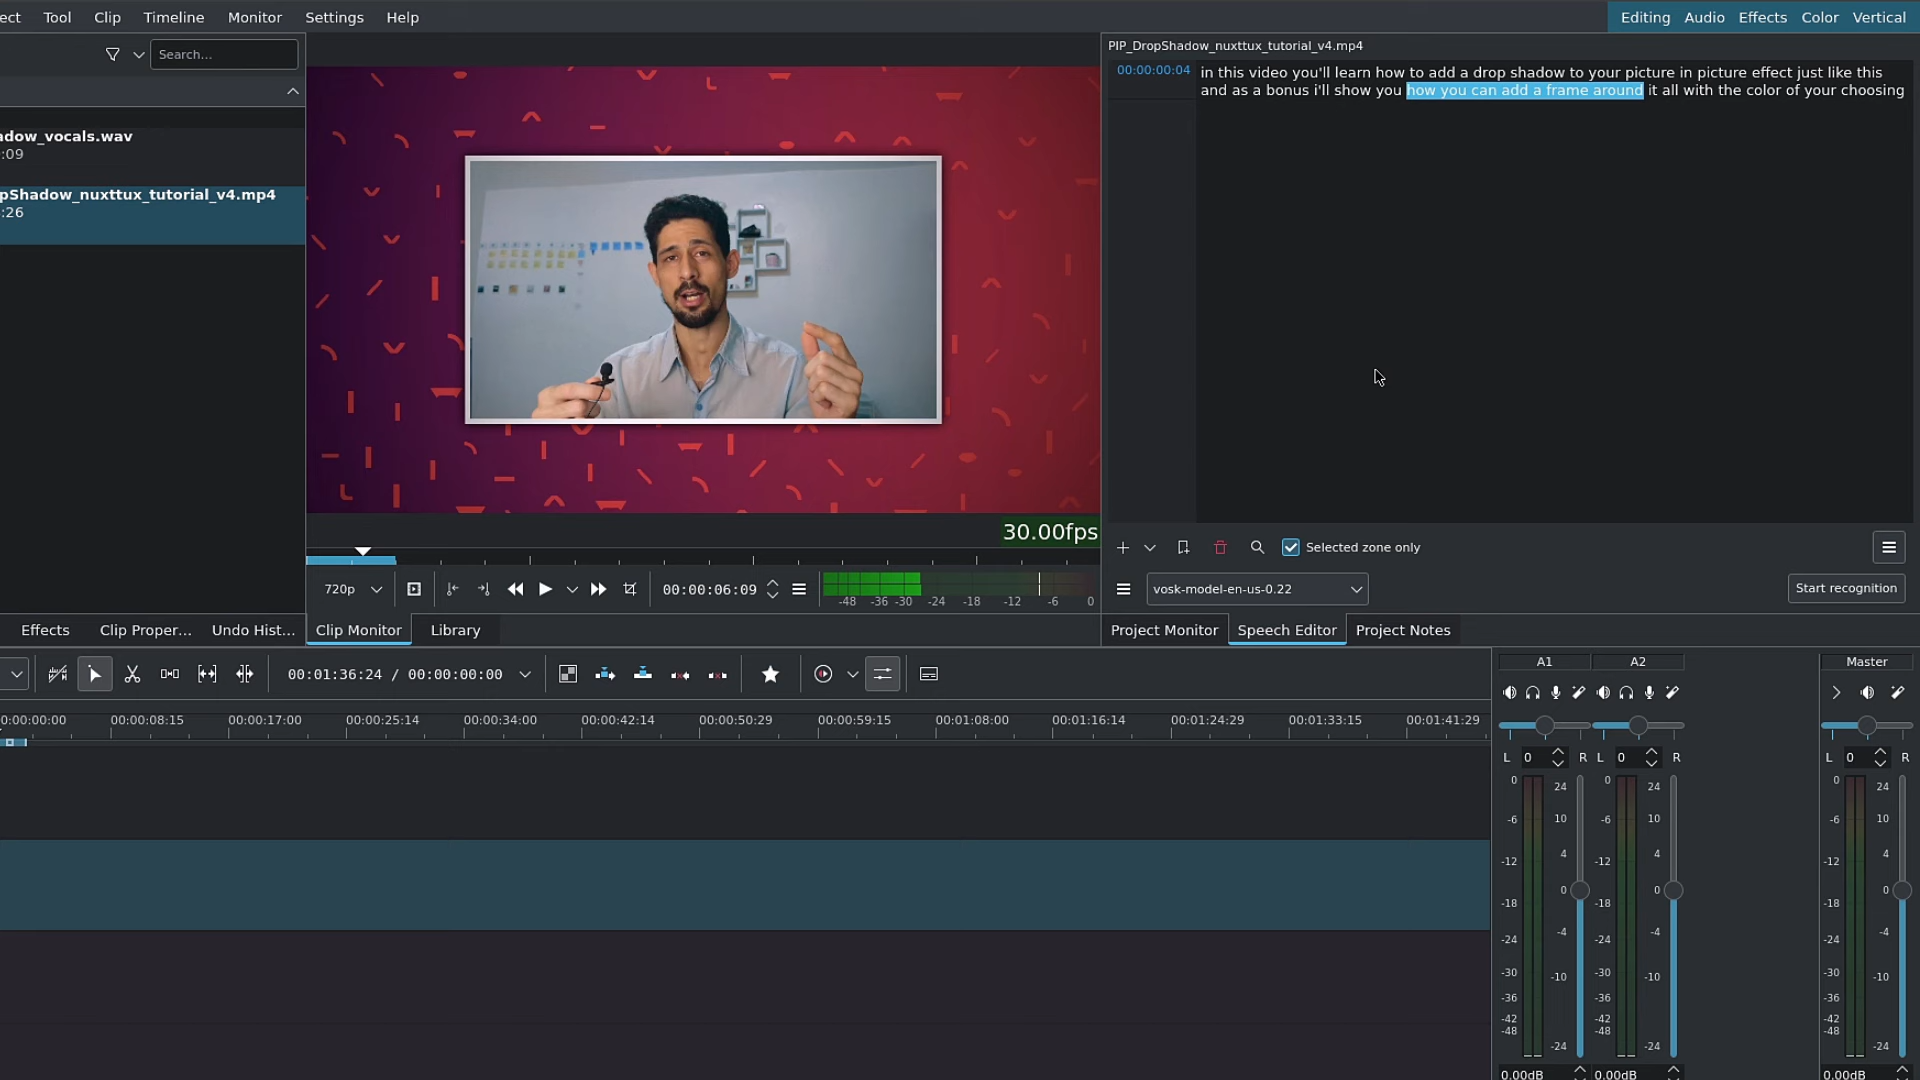 ect Tool Clip Timeline Monitor Settings Help
Editing Audio Effects Color Vertical
Search...
adow_vocals.wav
:09
pShadow_nuxttux_tutorial_v4.mp4
:26
30.00fps
720p
00:00:06:09
-48 -36 -30 -24 -18 -12 -6 0
PIP_DropShadow_nuxttux_tutorial_v4.mp4
00:00:00:04
in this video you'll learn how to add a drop shadow to your picture in picture effect just like this
and as a bonus i'll show you how you can add a frame around it all with the color of your choosing
Selected zone only
vosk-model-en-us-0.22
Start recognition
Effects Clip Proper... Undo Hist... Clip Monitor Library
Project Monitor Speech Editor Project Notes
00:01:36:24 / 00:00:00:00
0:00:00:00 00:00:08:15 00:00:17:00 00:00:25:14 00:00:34:00 00:00:42:14 00:00:50:29 00:00:59:15 00:01:08:00 00:01:16:14 00:01:24:29 00:01:33:15 00:01:41:29
A1 A2 Master
L 0 R L 0 R L 0 R
0 24 0 24 0 24
-6 10 -6 10 -6 10
-12 4 -12 4 -12 4
-18 0 -18 0 -18 0
-24 -4 -24 -4 -24 -4
-30 -10 -30 -10 -30 -10
-36 -36 -36
-42 -42 -42
-48 -24 -48 -24 -48 -24
0.00dB 0.00dB 0.00dB